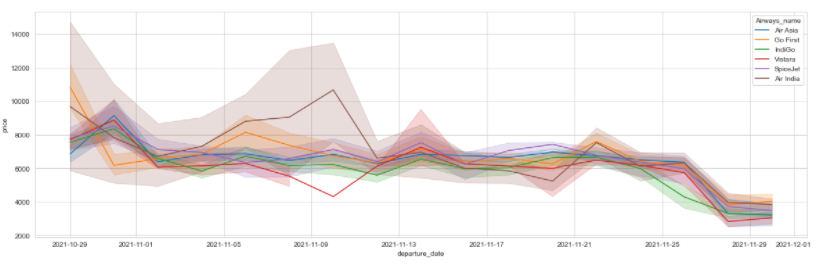 Airways_name
Air Asia
Go First
IndiGo
Vistara
SpiceJet
Air India
14000
12000
10000
8000
6000
4000
2000
price
2021-10-29 2021-11-01 2021-11-05 2021-11-09 2021-11-13 2021-11-17 2021-11-21 2021-11-25 2021-11-29 2021-12-01
departure_date